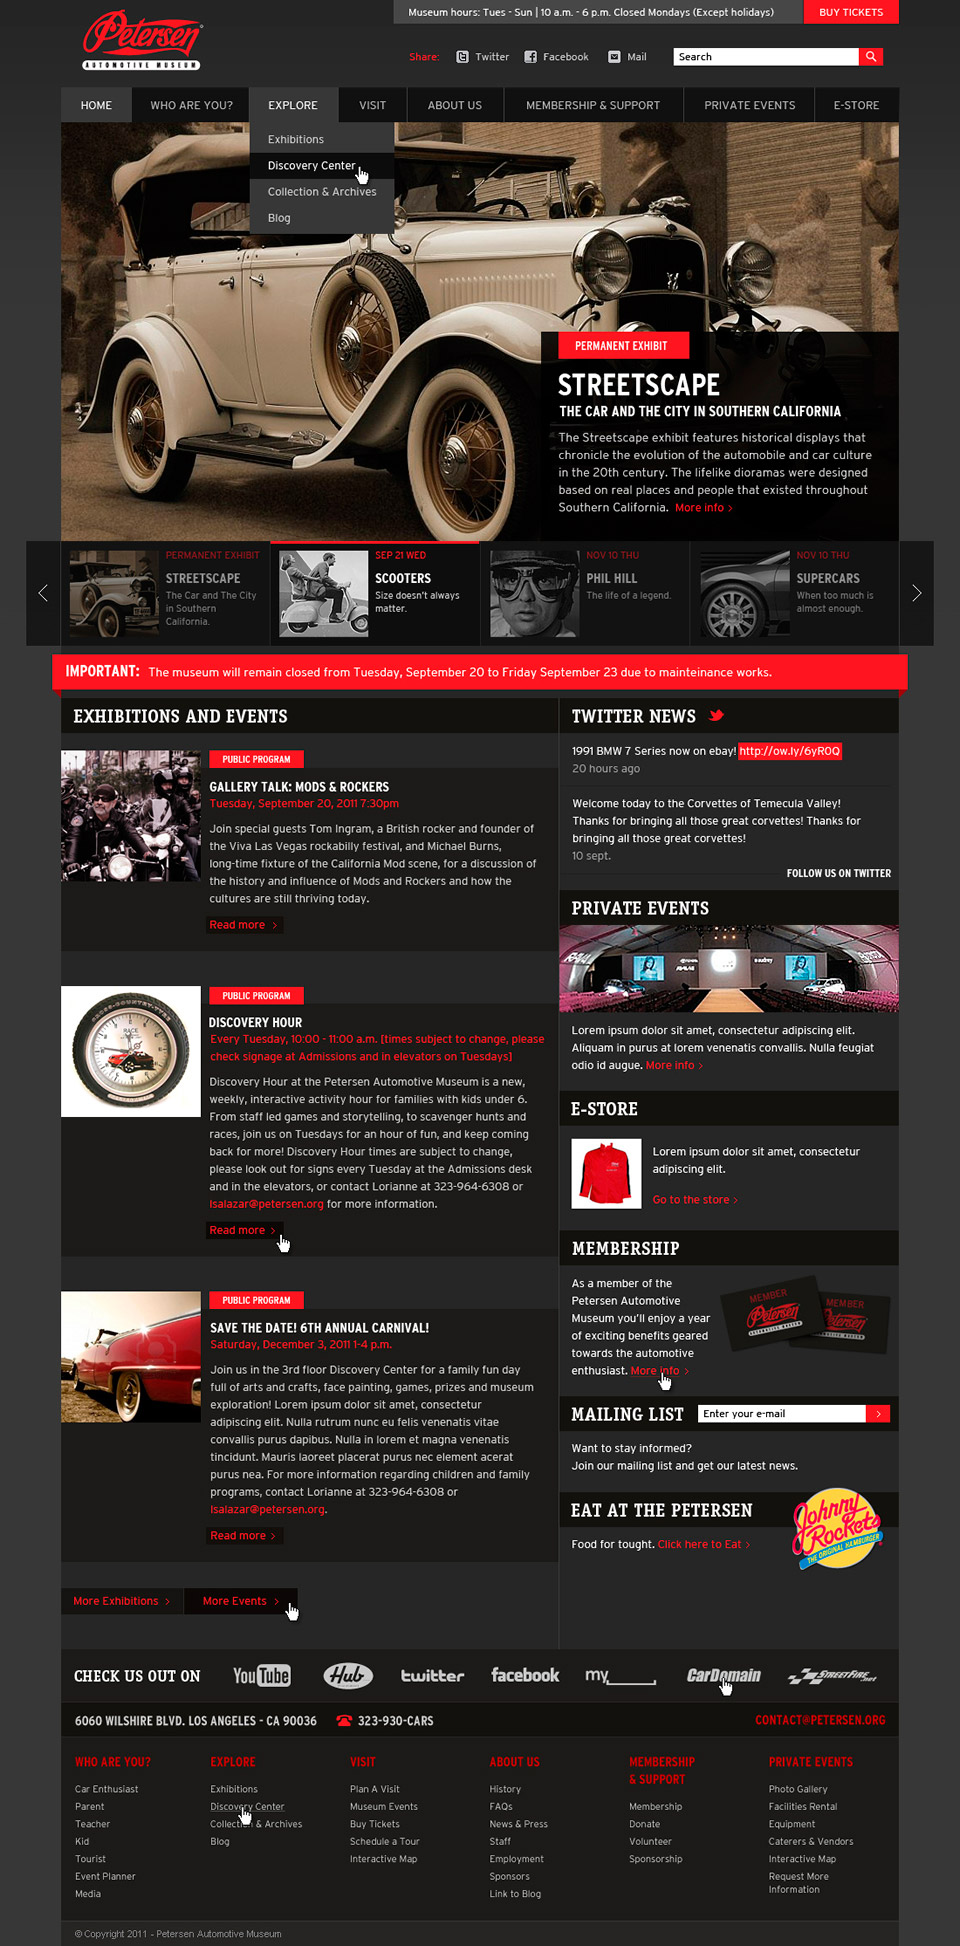 Museum hours: Tues - Sun | 10 a.m. - 6 p.m. Closed Mondays (Except holidays)
BUY TICKETS
Petersen
AUTOMOTIVE MUSEUM
Share:
Twitter
Facebook
Mail
Search
HOME
WHO ARE YOU?
EXPLORE
VISIT
ABOUT US
MEMBERSHIP & SUPPORT
PRIVATE EVENTS
E-STORE
Exhibitions
Discovery Center
Collection & Archives
Blog
PERMANENT EXHIBIT
STREETSCAPE
THE CAR AND THE CITY IN SOUTHERN CALIFORNIA
The Streetscape exhibit features historical displays that
chronicle the evolution of the automobile and car culture
in the 20th century. The lifelike dioramas were designed
based on real places and people that existed throughout
Southern California. More info >
PERMANENT EXHIBIT
STREETSCAPE
The Car and The City
in Southern
California.
SEP 21 WED
SCOOTERS
Size doesn't always
matter.
NOV 10 THU
PHIL HILL
The life of a legend.
NOV 10 THU
SUPERCARS
When too much is
almost enough.
IMPORTANT: The museum will remain closed from Tuesday, September 20 to Friday September 23 due to mainteinance works.
EXHIBITIONS AND EVENTS
PUBLIC PROGRAM
GALLERY TALK: MODS & ROCKERS
Tuesday, September 20, 2011 7:30pm
Join special guests Tom Ingram, a British rocker and founder of
the Viva Las Vegas rockabilly festival, and Michael Burns,
long-time fixture of the California Mod scene, for a discussion of
the history and influence of Mods and Rockers and how the
cultures are still thriving today.
Read more >
PUBLIC PROGRAM
DISCOVERY HOUR
Every Tuesday, 10:00 - 11:00 a.m. [times subject to change, please
check signage at Admissions and in elevators on Tuesdays]
Discovery Hour at the Petersen Automotive Museum is a new,
weekly, interactive activity hour for families with kids under 6.
From staff led games and storytelling, to scavenger hunts and
races, join us on Tuesdays for an hour of fun, and keep coming
back for more! Discovery Hour times are subject to change,
please look out for signs every Tuesday at the Admissions desk
and in the elevators, or contact Lorianne at 323-964-6308 or
lsalazar@petersen.org for more information.
Read more >
PUBLIC PROGRAM
SAVE THE DATE! 6TH ANNUAL CARNIVAL!
Saturday, December 3, 2011 1-4 p.m.
Join us in the 3rd floor Discovery Center for a family fun day
full of arts and crafts, face painting, games, prizes and museum
exploration! Lorem ipsum dolor sit amet, consectetur
adipiscing elit. Nulla rutrum nunc eu felis venenatis vitae
convallis purus dapibus. Nulla in lorem et magna venenatis
tincidunt. Mauris laoreet placerat purus nec element acerat
purus nea. For more information regarding children and family
programs, contact Lorianne at 323-964-6308 or
lsalazar@petersen.org.
Read more >
More Exhibitions >
More Events >
TWITTER NEWS
1991 BMW 7 Series now on ebay! http://ow.ly/6yR0Q
20 hours ago
Welcome today to the Corvettes of Temecula Valley!
Thanks for bringing all those great corvettes! Thanks for
bringing all those great corvettes!
10 sept.
FOLLOW US ON TWITTER
PRIVATE EVENTS
Lorem ipsum dolor sit amet, consectetur adipiscing elit.
Aliquam in purus at lorem venenatis convallis. Nulla feugiat
odio id augue. More info >
E-STORE
Lorem ipsum dolor sit amet, consectetur
adipiscing elit.
Go to the store >
MEMBERSHIP
As a member of the
Petersen Automotive
Museum you'll enjoy a year
of exciting benefits geared
towards the automotive
enthusiast. More info >
MEMBER
Petersen
AUTOMOTIVE MUSEUM
MEMBER
MAILING LIST
Enter your e-mail
>
Want to stay informed?
Join our mailing list and get our latest news.
EAT AT THE PETERSEN
Johnny
Rockets
THE ORIGINAL HAMBURGER
Food for tought. Click here to Eat >
CHECK US OUT ON
YouTube
Hub
twitter
facebook
my
CarDomain
STREETFIRE.net
6060 WILSHIRE BLVD. LOS ANGELES - CA 90036
323-930-CARS
CONTACT@PETERSEN.ORG
WHO ARE YOU?
Car Enthusiast
Parent
Teacher
Kid
Tourist
Event Planner
Media
EXPLORE
Exhibitions
Discovery Center
Collection & Archives
Blog
VISIT
Plan A Visit
Museum Events
Buy Tickets
Schedule a Tour
Interactive Map
ABOUT US
History
FAQs
News & Press
Staff
Employment
Sponsors
Link to Blog
MEMBERSHIP
& SUPPORT
Membership
Donate
Volunteer
Sponsorship
PRIVATE EVENTS
Photo Gallery
Facilities Rental
Equipment
Caterers & Vendors
Interactive Map
Request More
Information
© Copyright 2011 - Petersen Automotive Museum